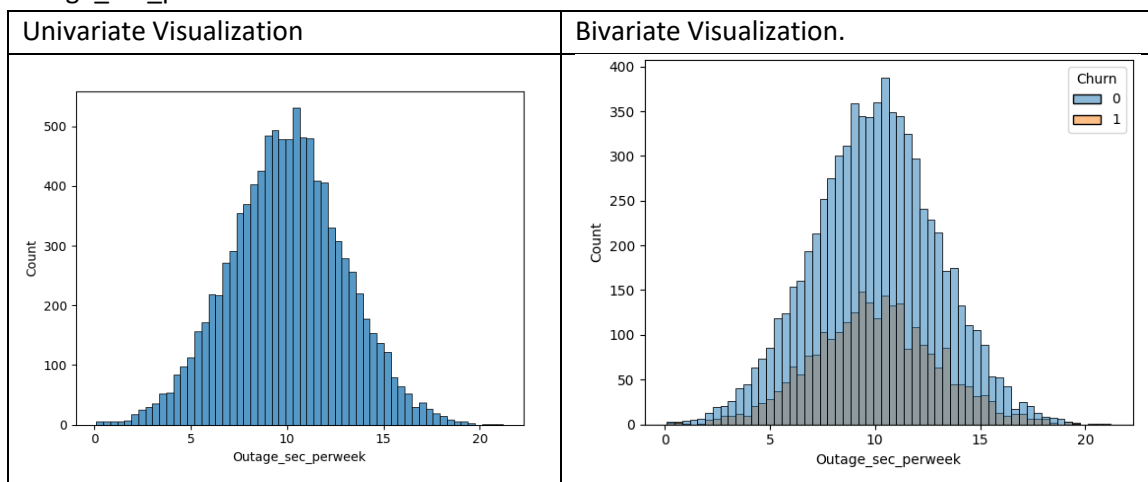 Univariate Visualization
Bivariate Visualization.
500
400
300
200
100
0
Count
0 5 10 15 20
Outage_sec_perweek
400
350
300
250
200
150
100
50
0
Count
Churn
0
1
0 5 10 15 20
Outage_sec_perweek